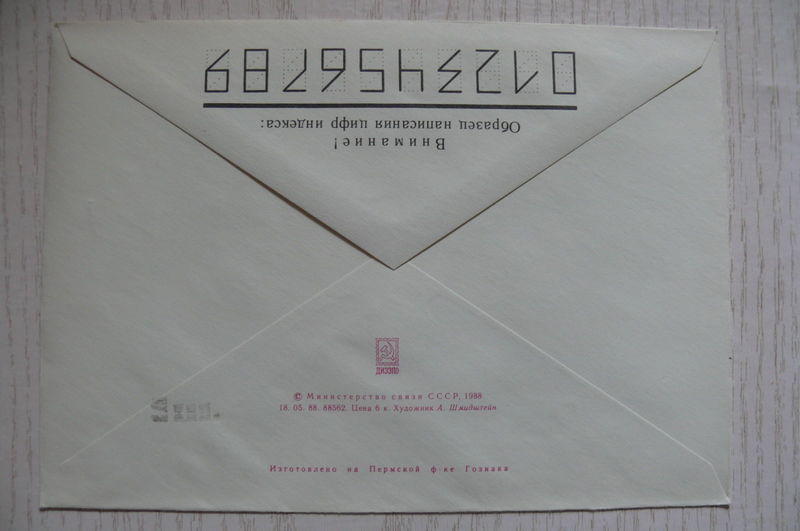 Внимание!
Образец написания цифр индекса:
0123456789
ДИЭЗПО
© Министерство связи СССР, 1988
18. 05. 88. 88562. Цена 6 к. Художник А. Шмидштейн
Изготовлено на Пермской ф-ке Гознака